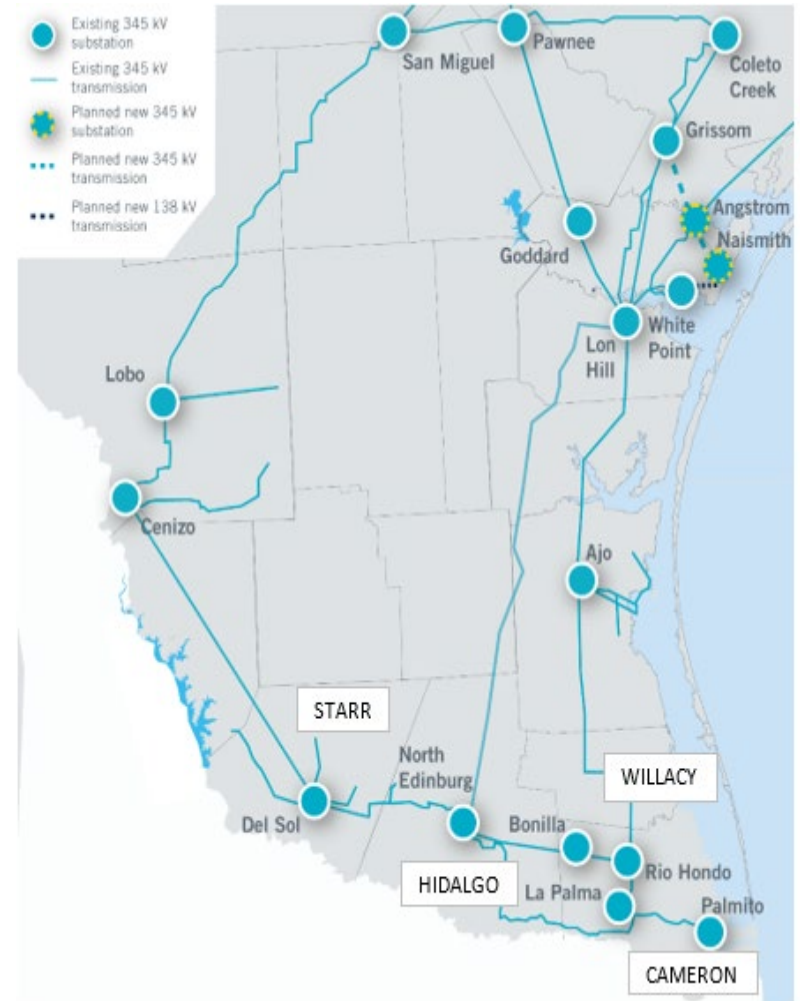 Existing 345 kV
substation
Existing 345 kV
transmission
Planned new 345 kV
substation
Planned new 345 kV
transmission
Planned new 138 kV
transmission
San Miguel
Pawnee
Coleto
Creek
Grissom
Angstrom
Naismith
Goddard
White
Point
Lon
Hill
Lobo
Cenizo
Ajo
STARR
North
Edinburg
WILLACY
Del Sol
Bonilla
Rio Hondo
HIDALGO
La Palma
Palmito
CAMERON